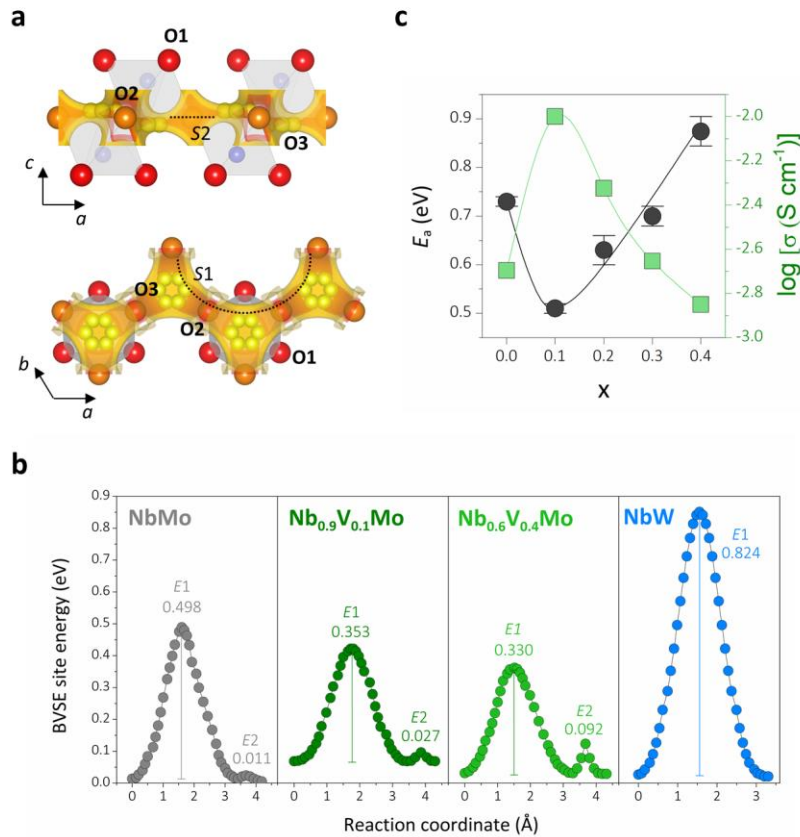 a
O1
O2
S2
O3
c
a
S1
O3
O2
O1
b
a
c
0.9
0.8
0.7
0.6
0.5
Eₐ (eV)
-2.0
-2.2
-2.4
-2.6
-2.8
-3.0
log [σ (S cm⁻¹)]
0.0 0.1 0.2 0.3 0.4
x
b
BVSE site energy (eV)
0.9
0.8
0.7
0.6
0.5
0.4
0.3
0.2
0.1
0.0
NbMo
E1
0.498
E2
0.011
Nb₀.₉V₀.₁Mo
E1
0.353
E2
0.027
Nb₀.₆V₀.₄Mo
E1
0.330
E2
0.092
NbW
E1
0.824
0 1 2 3 4 0 1 2 3 4 0 1 2 3 4 0 1 2 3
Reaction coordinate (Å)